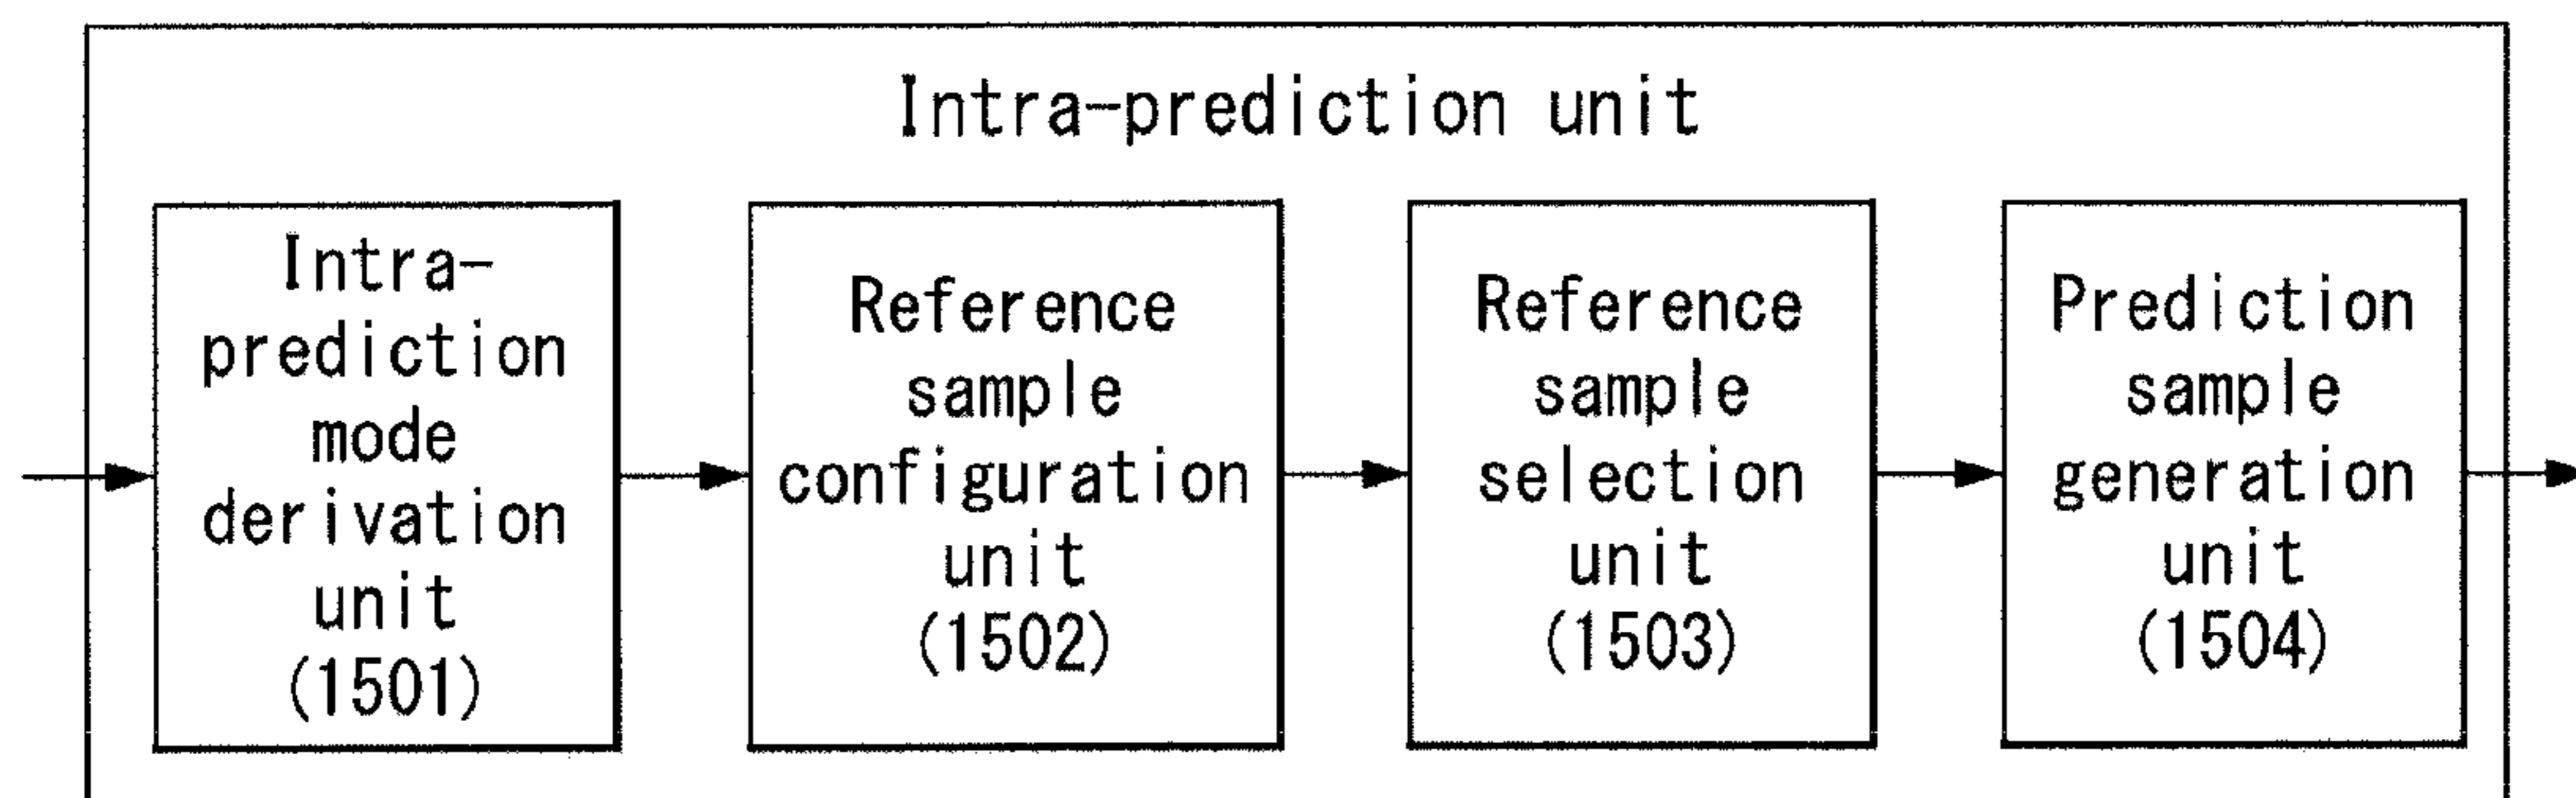 Intra-prediction unit
Intra-
prediction
mode
derivation
unit
(1501)
Reference
sample
configuration
unit
(1502)
Reference
sample
selection
unit
(1503)
Prediction
sample
generation
unit
(1504)